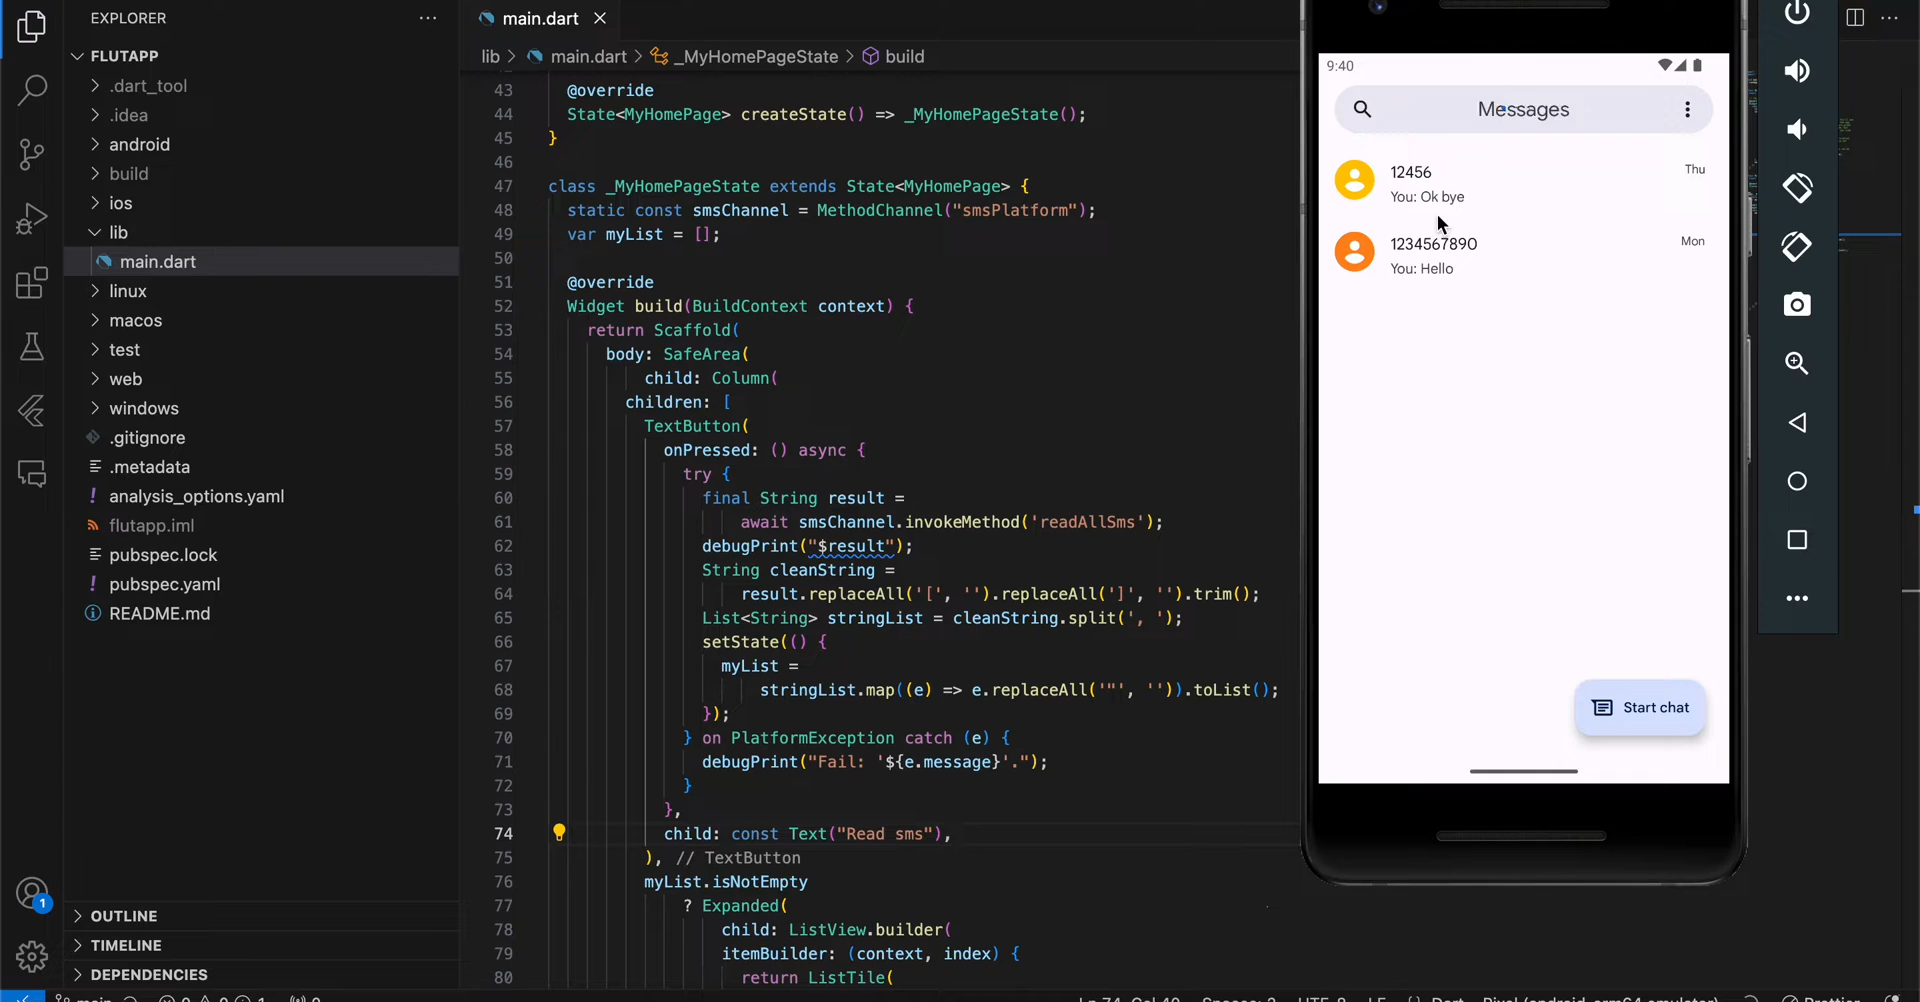 EXPLORER
FLUTAPP
.dart_tool
.idea
android
build
ios
lib
main.dart
linux
macos
test
web
windows
.gitignore
.metadata
analysis_options.yaml
flutapp.iml
pubspec.lock
pubspec.yaml
README.md
OUTLINE
TIMELINE
DEPENDENCIES
1
main.dart
lib > main.dart > _MyHomePageState > build
43 @override
44 State<MyHomePage> createState() => _MyHomePageState();
45 }
46
47 class _MyHomePageState extends State<MyHomePage> {
48 static const smsChannel = MethodChannel("smsPlatform");
49 var myList = [];
50
51 @override
52 Widget build(BuildContext context) {
53 return Scaffold(
54 body: SafeArea(
55 child: Column(
56 children: [
57 TextButton(
58 onPressed: () async {
59 try {
60 final String result =
61 await smsChannel.invokeMethod('readAllSms');
62 debugPrint("$result");
63 String cleanString =
64 result.replaceAll('[', '').replaceAll(']', '').trim();
65 List<String> stringList = cleanString.split(', ');
66 setState(() {
67 myList =
68 stringList.map((e) => e.replaceAll('"', '')).toList();
69 });
70 } on PlatformException catch (e) {
71 debugPrint("Fail: '${e.message}'.");
72 }
73 },
74 child: const Text("Read sms"),
75 ), // TextButton
76 myList.isNotEmpty
77 ? Expanded(
78 child: ListView.builder(
79 itemBuilder: (context, index) {
80 return ListTile(
9:40
Messages
12456 Thu
You: Ok bye
1234567890 Mon
You: Hello
Start chat